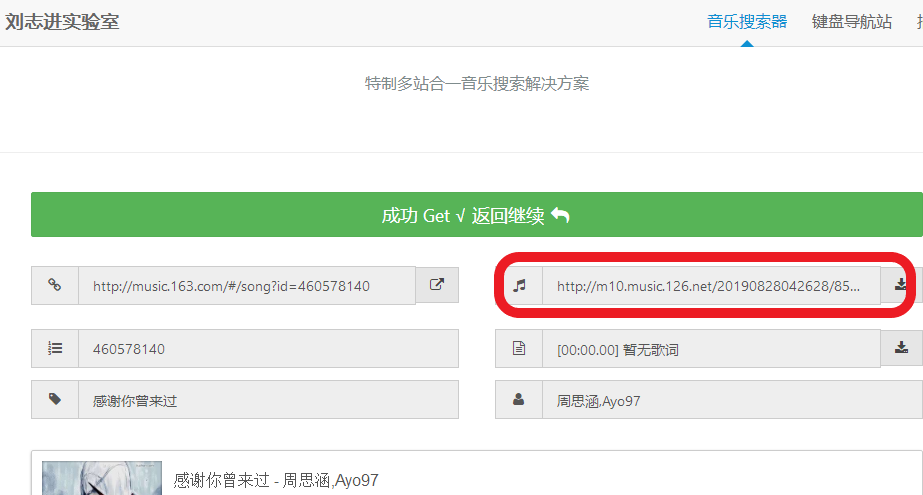 刘志进实验室
音乐搜索器 键盘导航站
特制多站合一音乐搜索解决方案
成功 Get √ 返回继续
http://music.163.com/#/song?id=460578140
http://m10.music.126.net/20190828042628/85...
460578140
[00:00.00] 暂无歌词
感谢你曾来过
周思涵,Ayo97
感谢你曾来过 - 周思涵,Ayo97